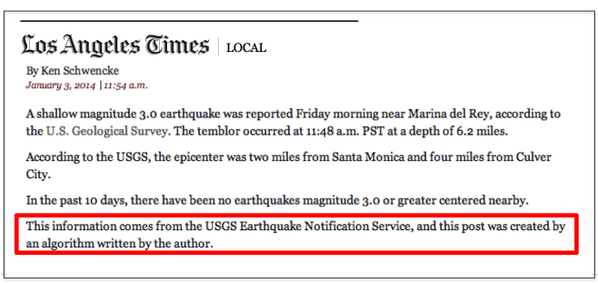 Los Angeles Times | LOCAL
By Ken Schwencke
January 3, 2014 | 11:54 a.m.
A shallow magnitude 3.0 earthquake was reported Friday morning near Marina del Rey, according to
the U.S. Geological Survey. The temblor occurred at 11:48 a.m. PST at a depth of 6.2 miles.
According to the USGS, the epicenter was two miles from Santa Monica and four miles from Culver
City.
In the past 10 days, there have been no earthquakes magnitude 3.0 or greater centered nearby.
This information comes from the USGS Earthquake Notification Service, and this post was created by
an algorithm written by the author.